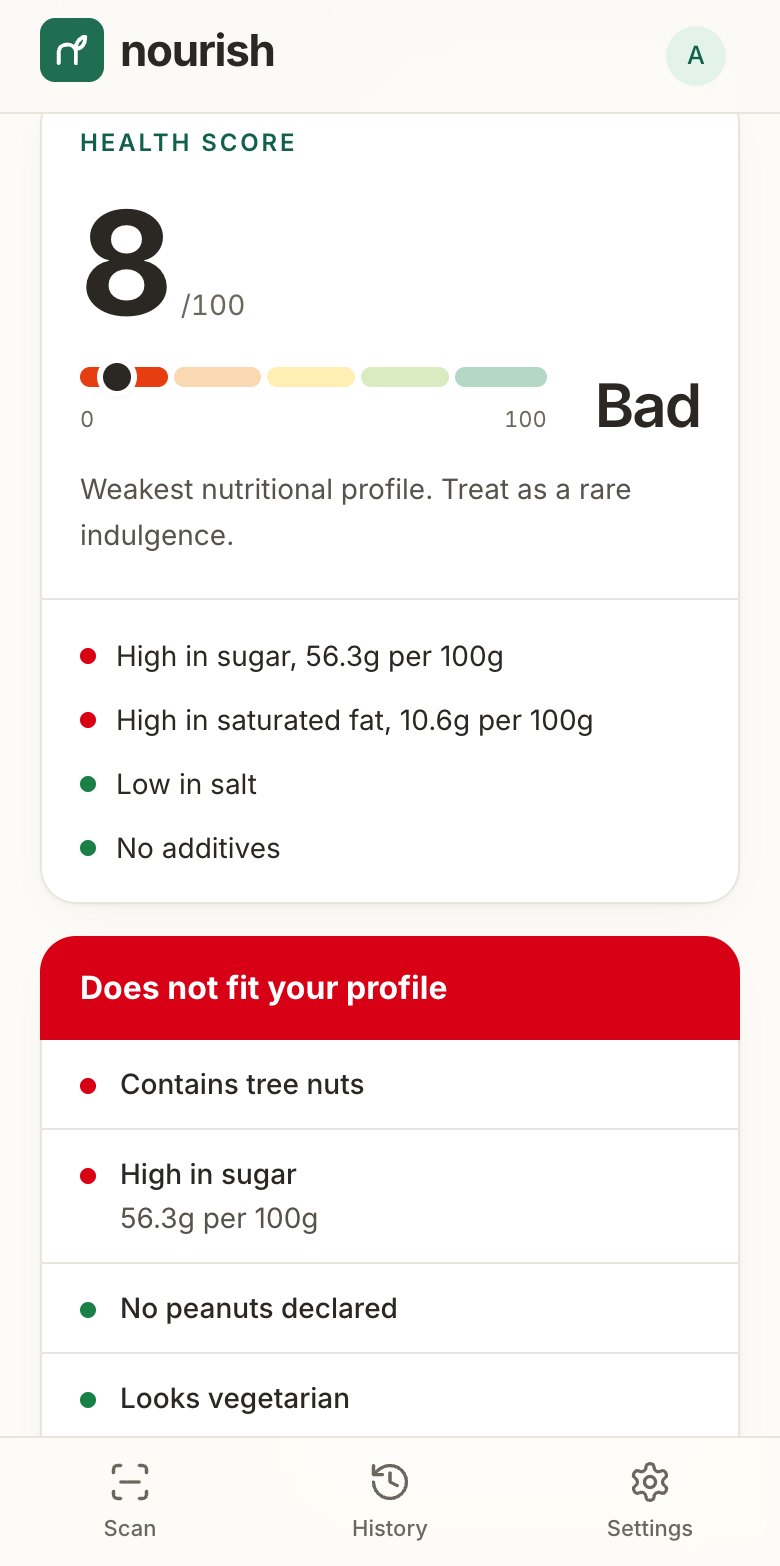 nourish
A
HEALTH SCORE
8 /100
0 100
Bad
Weakest nutritional profile. Treat as a rare
indulgence.
High in sugar, 56.3g per 100g
High in saturated fat, 10.6g per 100g
Low in salt
No additives
Does not fit your profile
Contains tree nuts
High in sugar
56.3g per 100g
No peanuts declared
Looks vegetarian
Scan History Settings